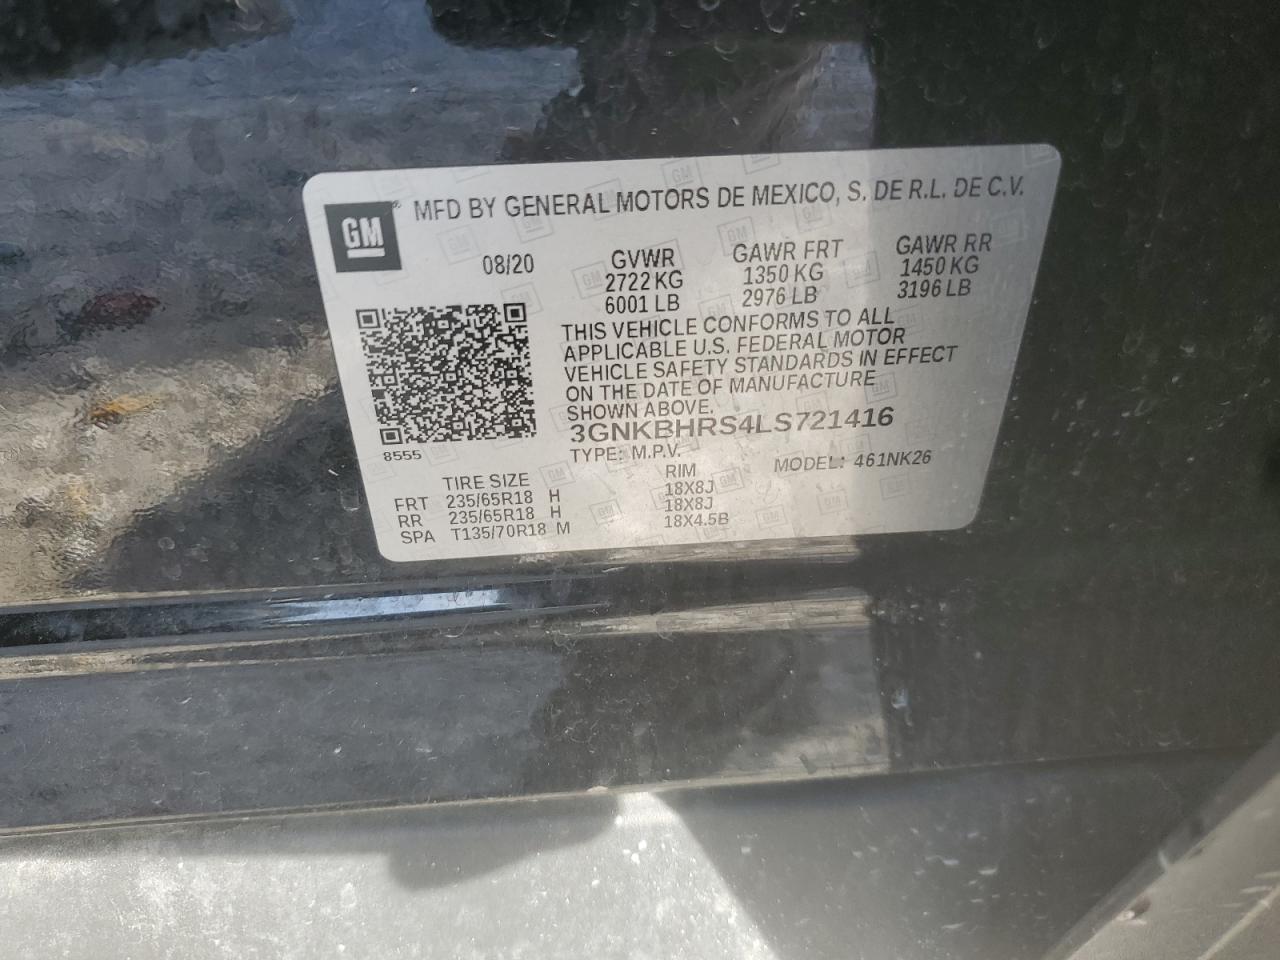 GM
MFD BY GENERAL MOTORS DE MEXICO, S. DE R.L. DE C.V.
08/20 GVWR GAWR FRT GAWR RR
2722 KG 1350 KG 1450 KG
6001 LB 2976 LB 3196 LB
THIS VEHICLE CONFORMS TO ALL
APPLICABLE U.S. FEDERAL MOTOR
VEHICLE SAFETY STANDARDS IN EFFECT
ON THE DATE OF MANUFACTURE
SHOWN ABOVE.
3GNKBHRS4LS721416
8555
TYPE: M.P.V. MODEL: 461NK26
TIRE SIZE RIM
FRT 235/65R18 H 18X8J
RR 235/65R18 H 18X8J
SPA T135/70R18 M 18X4.5B